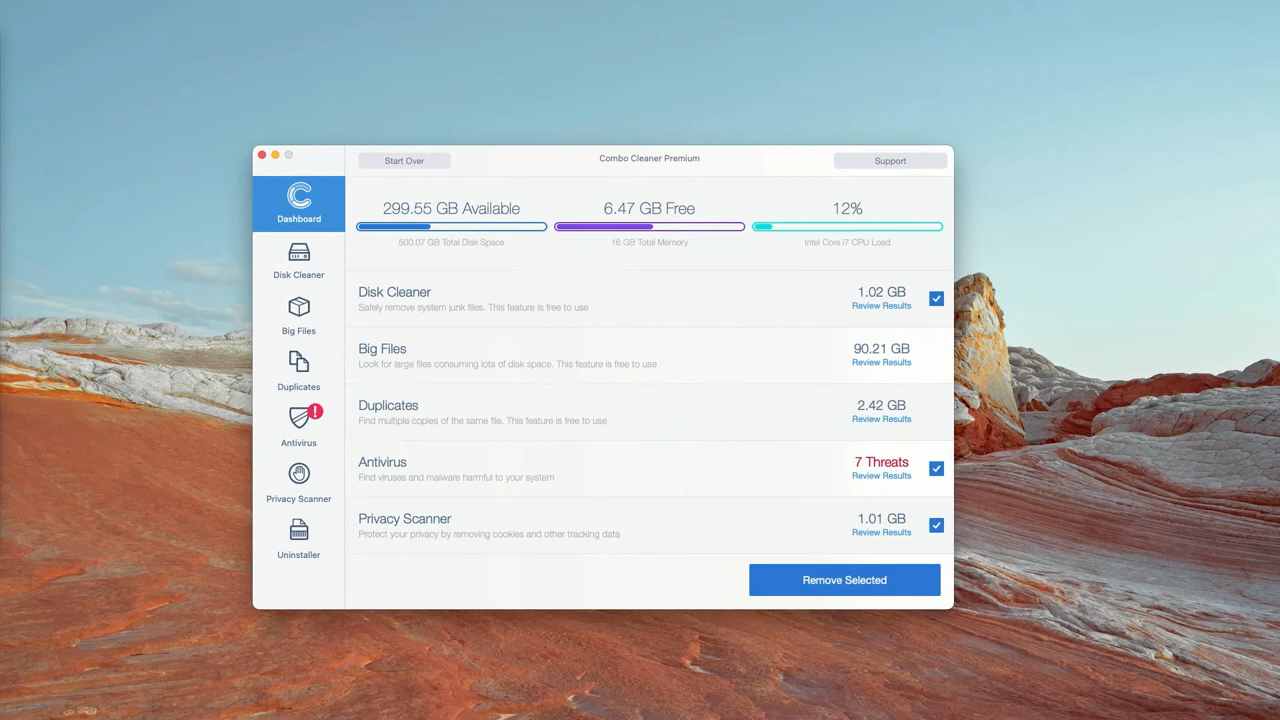 Start Over
Combo Cleaner Premium
Support
Dashboard
Disk Cleaner
Big Files
Duplicates
!
Antivirus
Privacy Scanner
Uninstaller
299.55 GB Available
500.07 GB Total Disk Space
6.47 GB Free
16 GB Total Memory
12%
Intel Core i7 CPU Load
Disk Cleaner
Safely remove system junk files. This feature is free to use
1.02 GB
Review Results
Big Files
Look for large files consuming lots of disk space. This feature is free to use
90.21 GB
Review Results
Duplicates
Find multiple copies of the same file. This feature is free to use
2.42 GB
Review Results
Antivirus
Find viruses and malware harmful to your system
7 Threats
Review Results
Privacy Scanner
Protect your privacy by removing cookies and other tracking data
1.01 GB
Review Results
Remove Selected